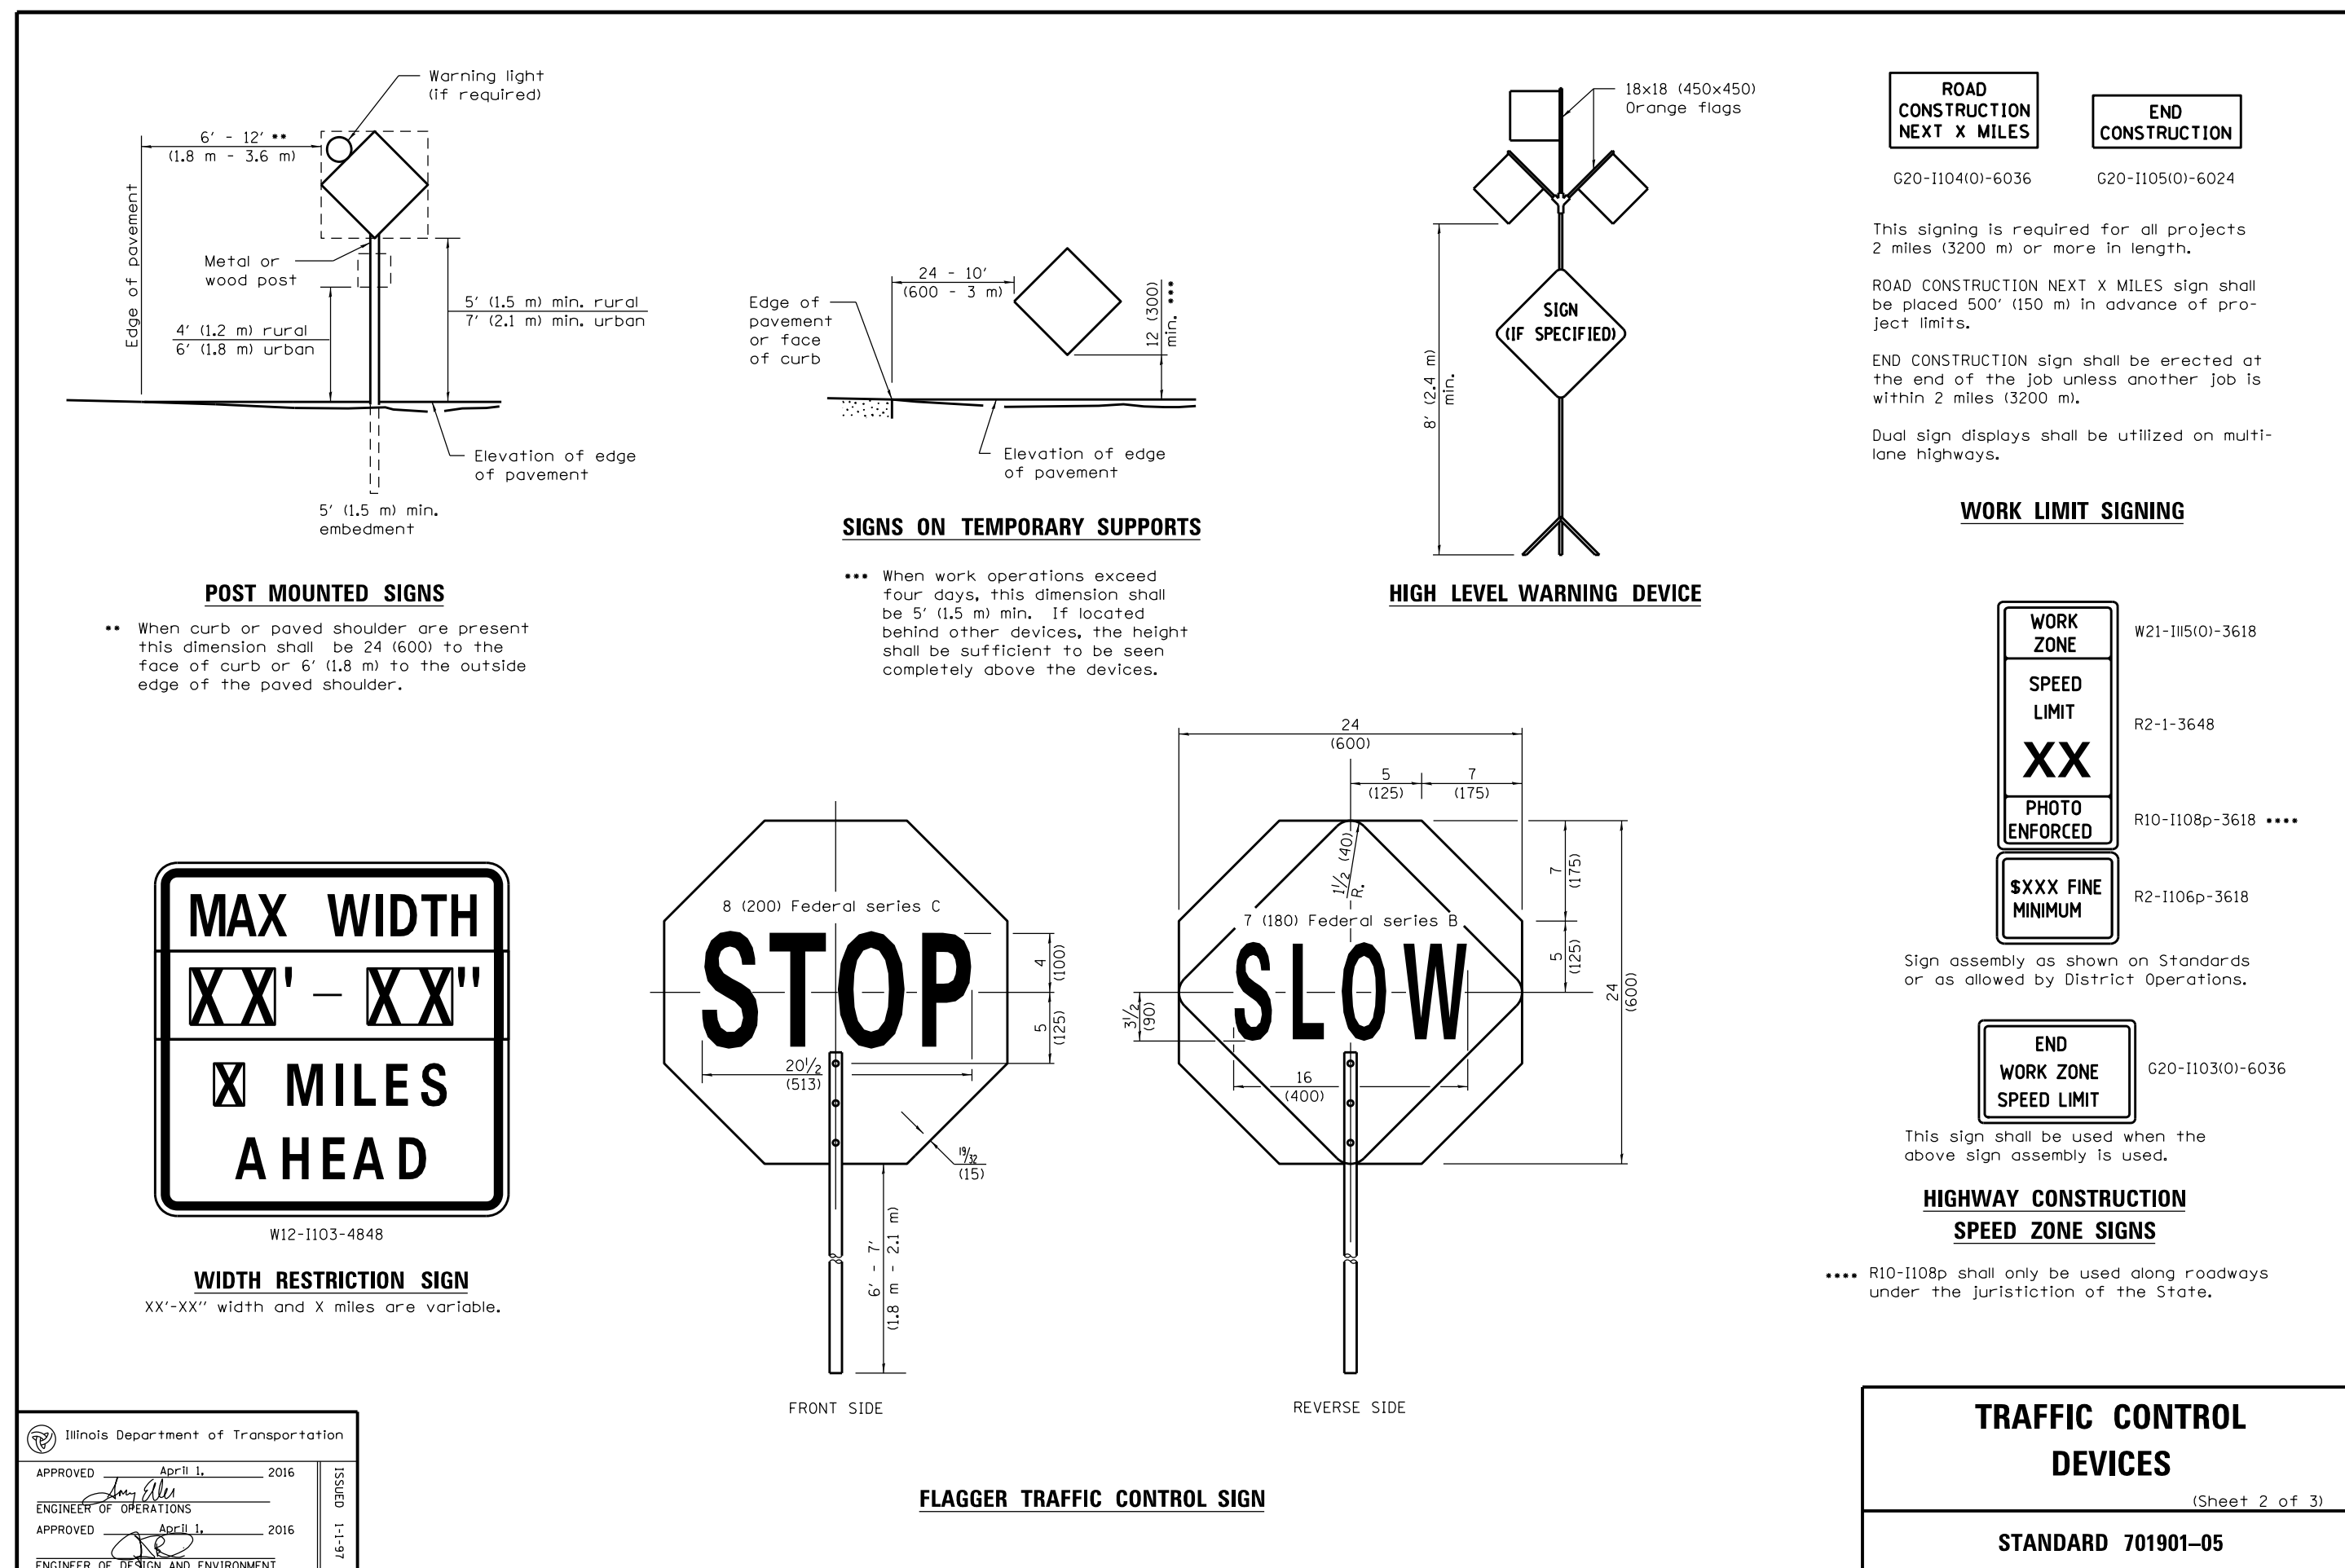 Warning light
(if required)
6' - 12' **
(1.8 m - 3.6 m)
Edge of pavement
Metal or
wood post
4' (1.2 m) rural
6' (1.8 m) urban
5' (1.5 m) min. rural
7' (2.1 m) min. urban
Elevation of edge
of pavement
5' (1.5 m) min.
embedment
POST MOUNTED SIGNS
** When curb or paved shoulder are present
this dimension shall be 24 (600) to the
face of curb or 6' (1.8 m) to the outside
edge of the paved shoulder.
24 - 10'
(600 - 3 m)
Edge of
pavement
or face
of curb
12 (300)
min. ***
Elevation of edge
of pavement
SIGNS ON TEMPORARY SUPPORTS
*** When work operations exceed
four days, this dimension shall
be 5' (1.5 m) min. If located
behind other devices, the height
shall be sufficient to be seen
completely above the devices.
18x18 (450x450)
Orange flags
SIGN
(IF SPECIFIED)
8' (2.4 m)
min.
HIGH LEVEL WARNING DEVICE
ROAD
CONSTRUCTION
NEXT X MILES
G20-I104(O)-6036
END
CONSTRUCTION
G20-I105(O)-6024
This signing is required for all projects
2 miles (3200 m) or more in length.
ROAD CONSTRUCTION NEXT X MILES sign shall
be placed 500' (150 m) in advance of pro-
ject limits.
END CONSTRUCTION sign shall be erected at
the end of the job unless another job is
within 2 miles (3200 m).
Dual sign displays shall be utilized on multi-
lane highways.
WORK LIMIT SIGNING
WORK
ZONE
W21-I115(O)-3618
SPEED
LIMIT
XX
R2-1-3648
PHOTO
ENFORCED
R10-I108p-3618 ****
$XXX FINE
MINIMUM
R2-I106p-3618
Sign assembly as shown on Standards
or as allowed by District Operations.
END
WORK ZONE
SPEED LIMIT
G20-I103(O)-6036
This sign shall be used when the
above sign assembly is used.
HIGHWAY CONSTRUCTION
SPEED ZONE SIGNS
**** R10-I108p shall only be used along roadways
under the juristiction of the State.
MAX WIDTH
XX' - XX"
X MILES
AHEAD
W12-I103-4848
WIDTH RESTRICTION SIGN
XX'-XX" width and X miles are variable.
8 (200) Federal series C
STOP
4
(100)
5
(125)
20 1/2
(513)
19/32
(15)
6' - 7'
(1.8 m - 2.1 m)
FRONT SIDE
24
(600)
5
(125)
7
(175)
1 1/2 (40)
R.
7 (180) Federal series B
SLOW
7
(175)
5
(125)
24
(600)
3 1/2
(90)
16
(400)
REVERSE SIDE
FLAGGER TRAFFIC CONTROL SIGN
Illinois Department of Transportation
APPROVED April 1, 2016
Amy Eller
ENGINEER OF OPERATIONS
APPROVED April 1, 2016
ENGINEER OF DESIGN AND ENVIRONMENT
ISSUED 1-1-97
TRAFFIC CONTROL
DEVICES
(Sheet 2 of 3)
STANDARD 701901–05